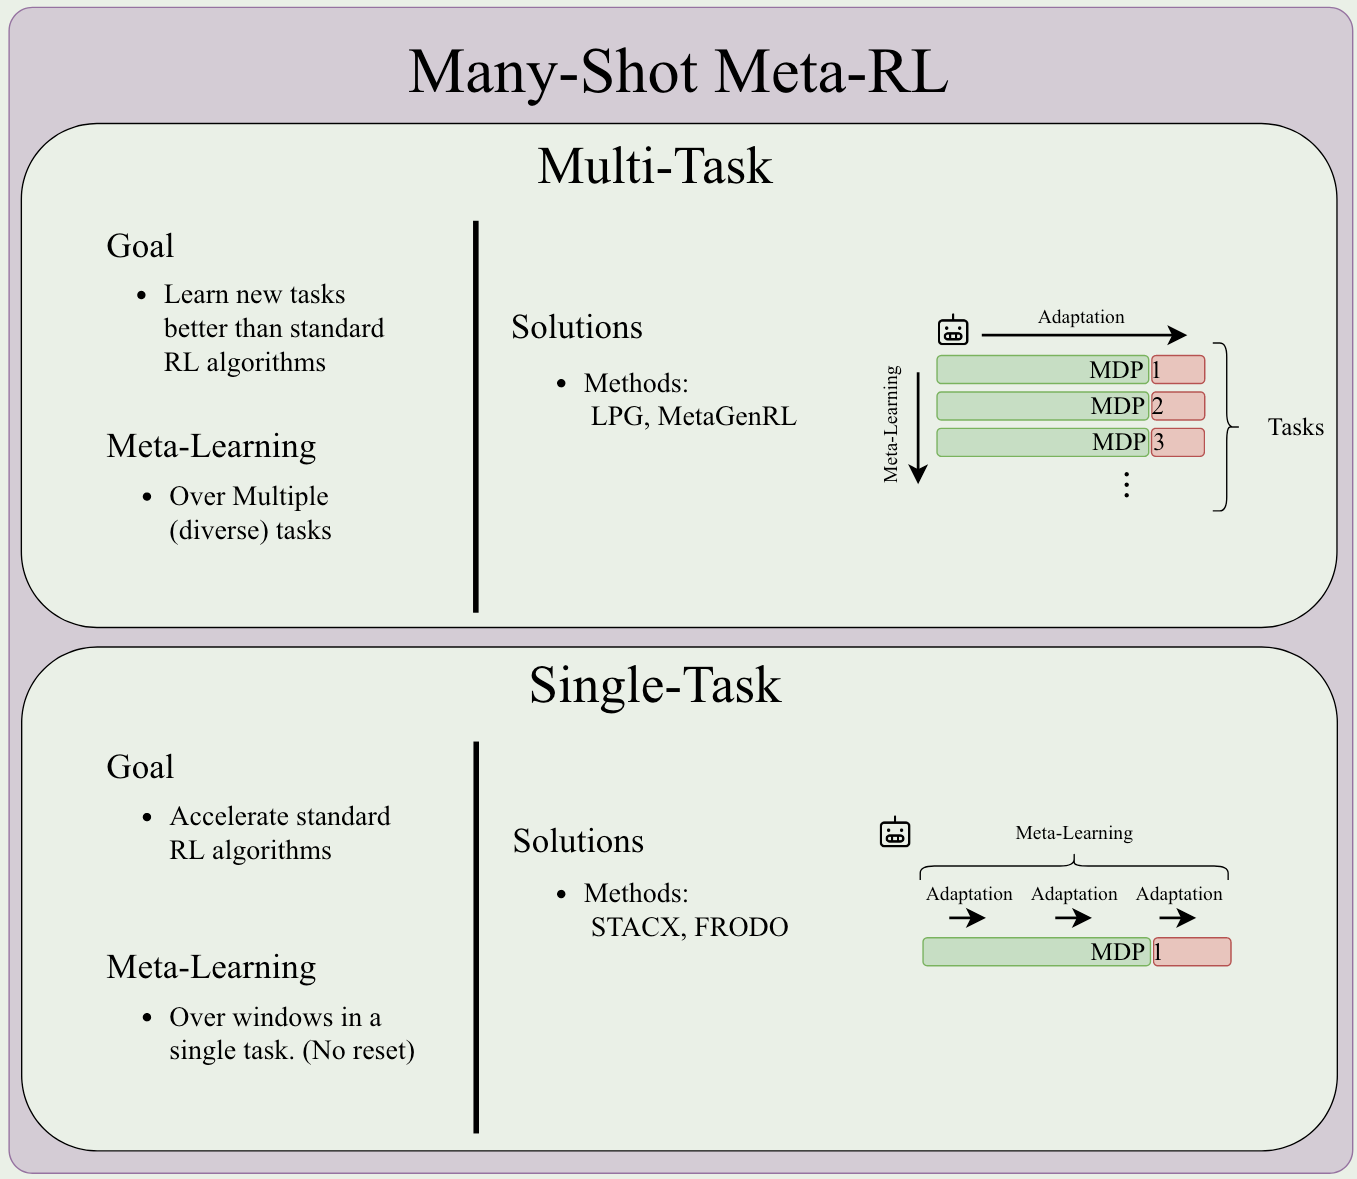 Many-Shot Meta-RL
Multi-Task
Goal
• Learn new tasks
better than standard
RL algorithms
Meta-Learning
• Over Multiple
(diverse) tasks
Solutions
• Methods:
LPG, MetaGenRL
Adaptation
Meta-Learning
MDP 1
MDP 2
MDP 3
⋮
Tasks
Single-Task
Goal
• Accelerate standard
RL algorithms
Meta-Learning
• Over windows in a
single task. (No reset)
Solutions
• Methods:
STACX, FRODO
Meta-Learning
Adaptation Adaptation Adaptation
MDP 1